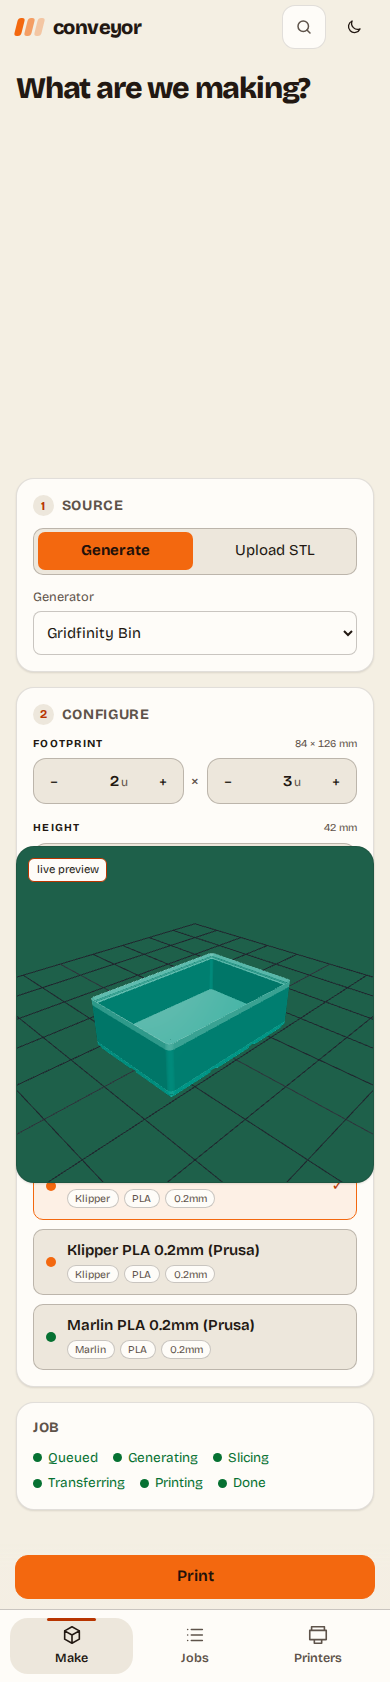 conveyor
What are we making?
1 SOURCE
Generate Upload STL
Generator
Gridfinity Bin
2 CONFIGURE
FOOTPRINT 84 × 126 mm
− 2 u + × − 3 u +
HEIGHT 42 mm
live preview
Klipper PLA 0.2mm
Klipper PLA 0.2mm (Prusa)
Klipper PLA 0.2mm
Marlin PLA 0.2mm (Prusa)
Marlin PLA 0.2mm
JOB
Queued Generating Slicing
Transferring Printing Done
Print
Make Jobs Printers